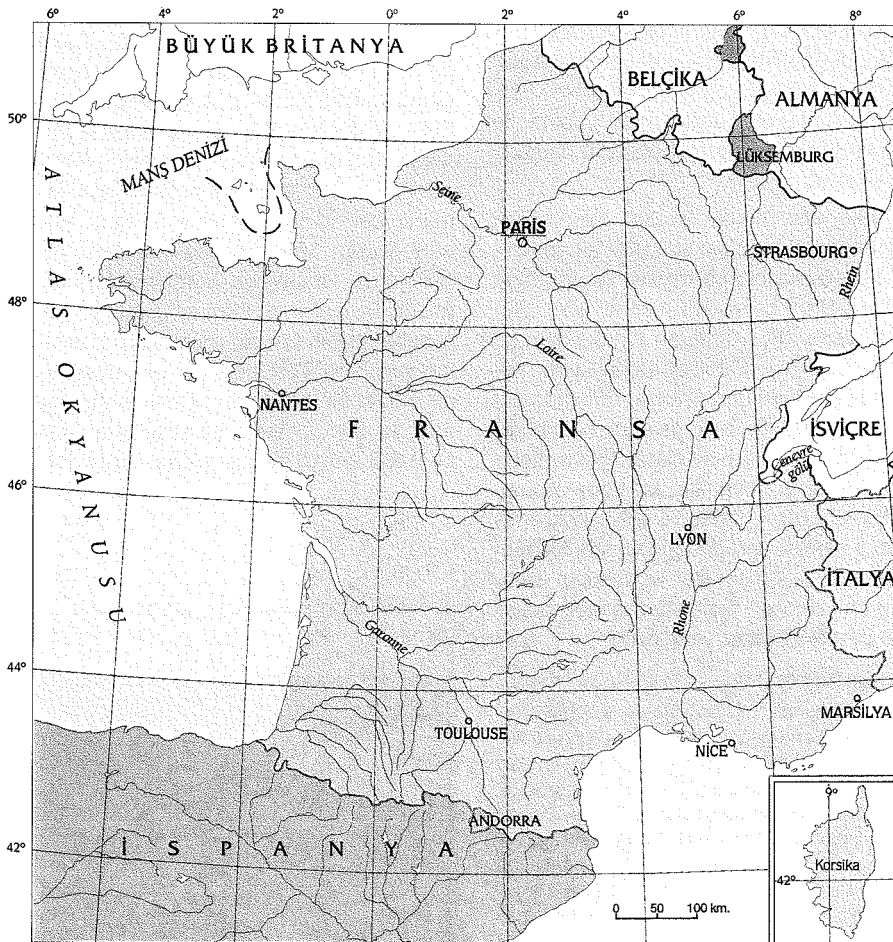 6° 4° 2° 0° 2° 4° 6° 8°
BÜYÜK BRİTANYA
BELÇİKA
ALMANYA
50°
LÜKSEMBURG
MANŞ DENİZİ
Seine
PARİS
STRASBOURG
Rhein
48°
ATLAS OKYANUSU
Loire
NANTES
FRANSA
İSVİÇRE
Cenevre
gölü
46°
LYON
İTALYA
Garonne
Rhone
44°
MARSİLYA
TOULOUSE
NİCE
ANDORRA
9°
42°
İSPANYA
Korsika
42°
0 50 100 km.